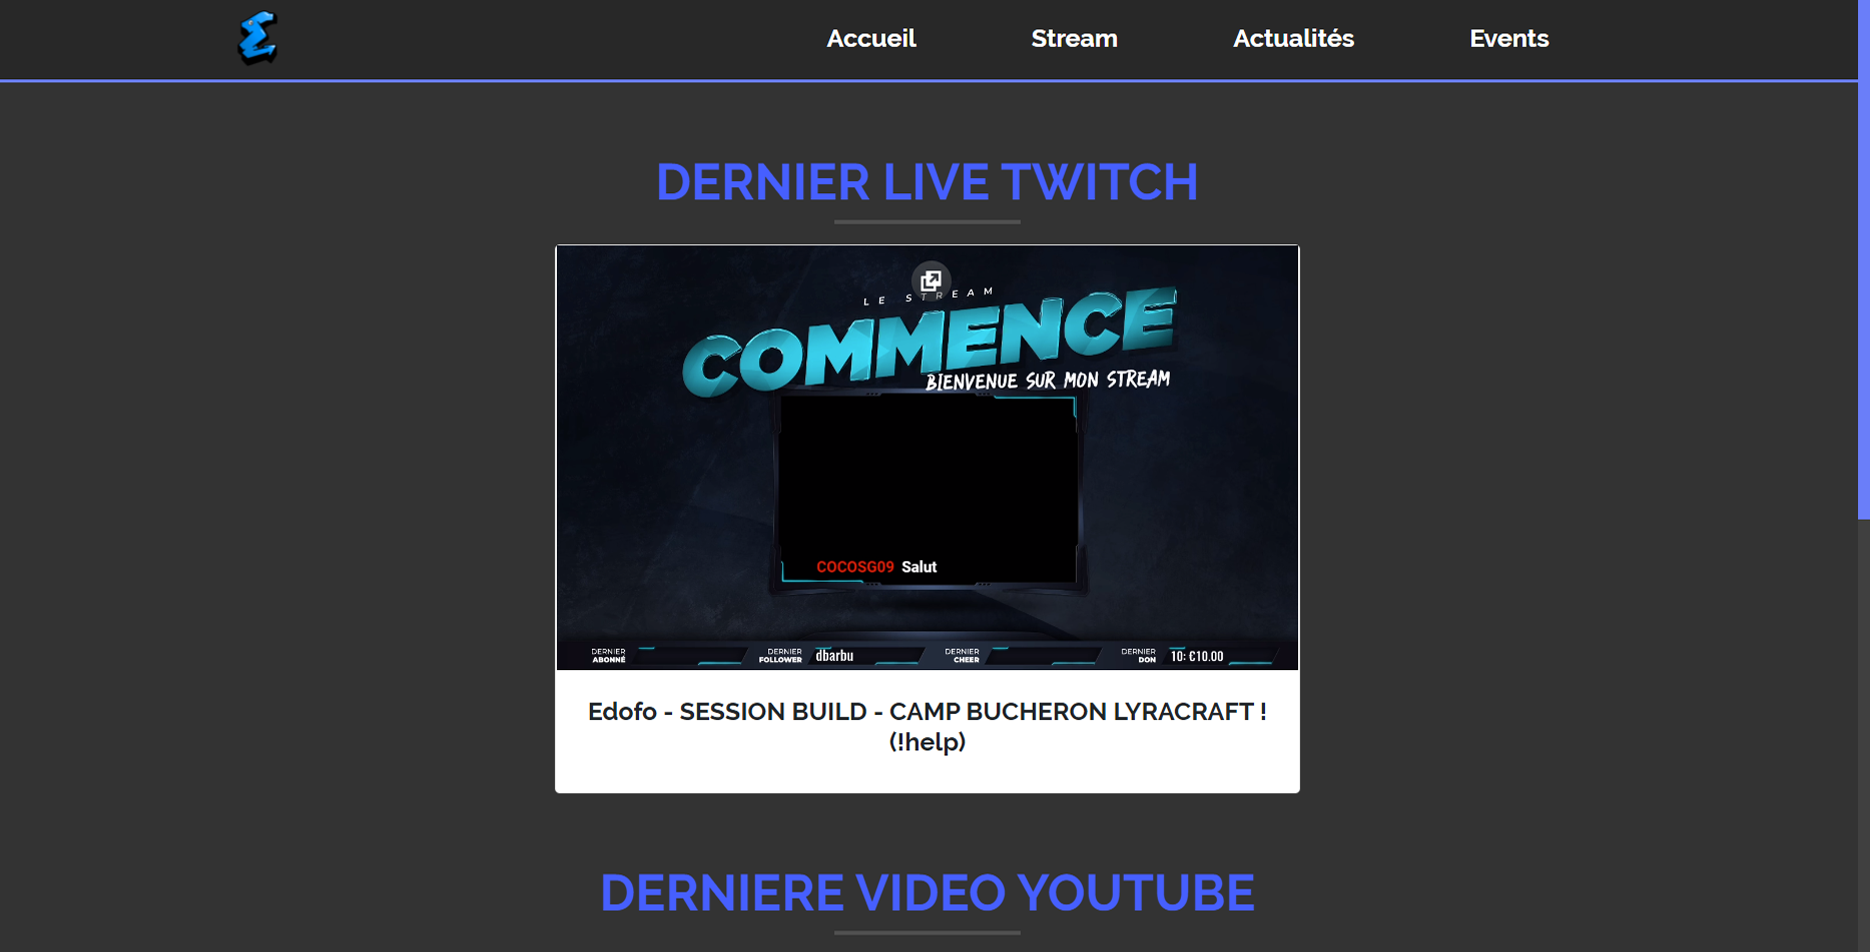 Accueil Stream Actualités Events
DERNIER LIVE TWITCH
LE STREAM
COMMENCE
BIENVENUE SUR MON STREAM
COCOSG09 Salut
DERNIER ABONNÉ
DERNIER FOLLOWER dbarbu
DERNIER CHEER
DERNIER DON 10: €10.00
Edofo - SESSION BUILD - CAMP BUCHERON LYRACRAFT !
(!help)
DERNIERE VIDEO YOUTUBE